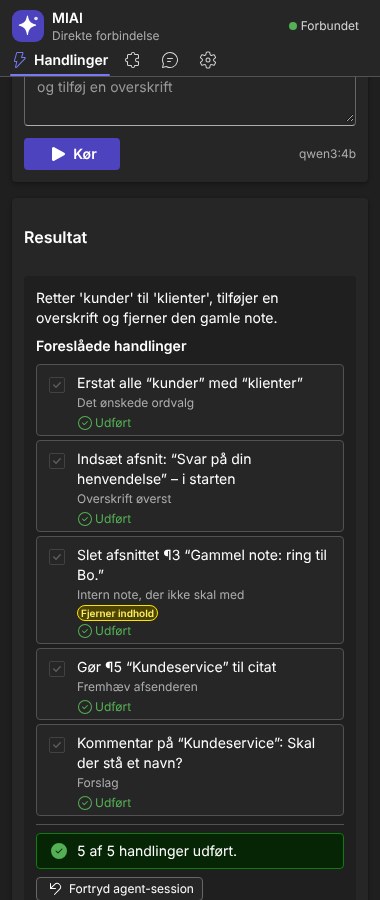 MIAI
Direkte forbindelse
Forbundet
Handlinger
og tilføj en overskrift
Kør
qwen3:4b
Resultat
Retter 'kunder' til 'klienter', tilføjer en
overskrift og fjerner den gamle note.
Foreslåede handlinger
Erstat alle “kunder” med “klienter”
Det ønskede ordvalg
Udført
Indsæt afsnit: “Svar på din
henvendelse” – i starten
Overskrift øverst
Udført
Slet afsnittet ¶3 “Gammel note: ring til
Bo.”
Intern note, der ikke skal med
Fjerner indhold
Udført
Gør ¶5 “Kundeservice” til citat
Fremhæv afsenderen
Udført
Kommentar på “Kundeservice”: Skal
der stå et navn?
Forslag
Udført
5 af 5 handlinger udført.
Fortryd agent-session